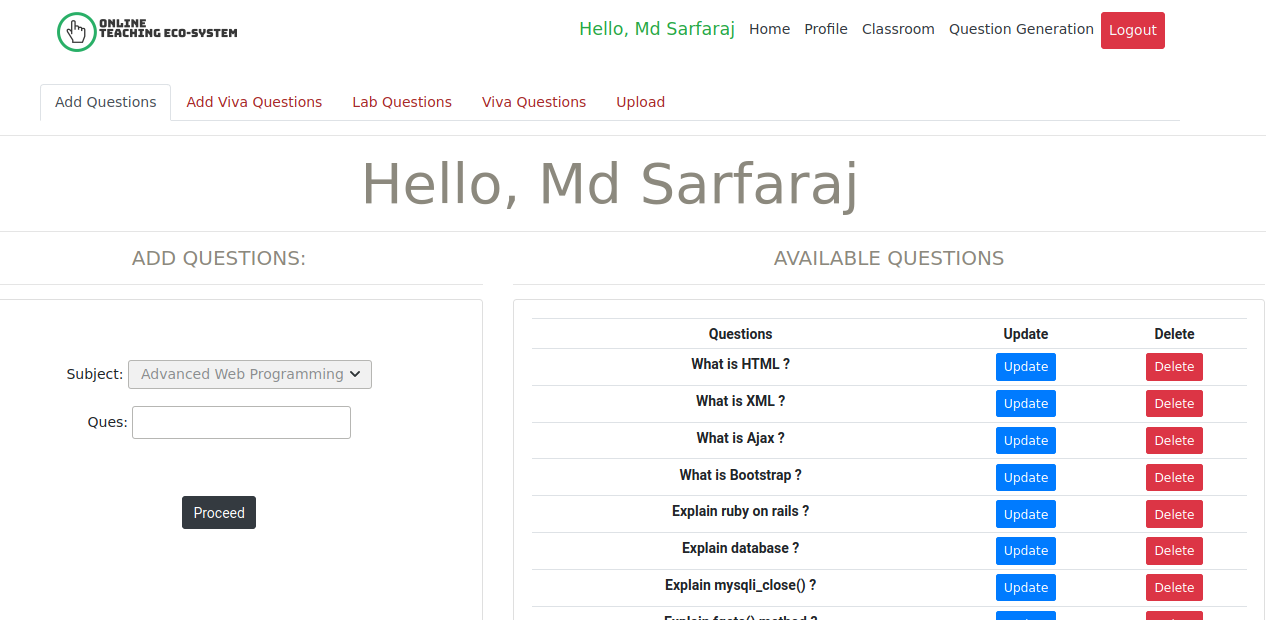 ONLINE
TEACHING ECO-SYSTEM
Hello, Md Sarfaraj Home Profile Classroom Question Generation Logout
Add Questions Add Viva Questions Lab Questions Viva Questions Upload
Hello, Md Sarfaraj
ADD QUESTIONS:
Subject: Advanced Web Programming
Ques:
Proceed
AVAILABLE QUESTIONS
Questions Update Delete
What is HTML ? Update Delete
What is XML ? Update Delete
What is Ajax ? Update Delete
What is Bootstrap ? Update Delete
Explain ruby on rails ? Update Delete
Explain database ? Update Delete
Explain mysqli_close() ? Update Delete